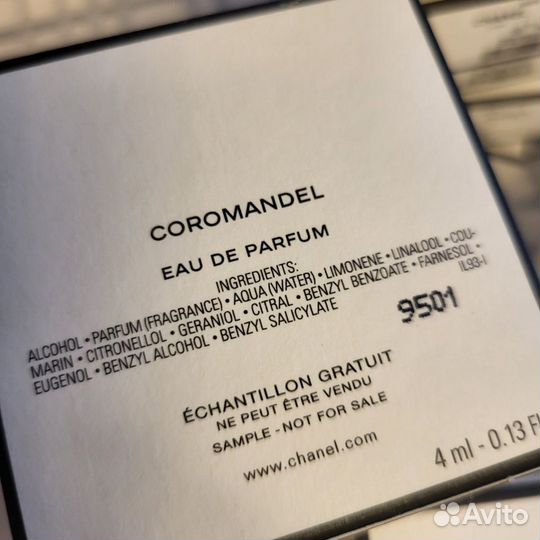 COROMANDEL
EAU DE PARFUM
INGREDIENTS:
ALCOHOL • PARFUM (FRAGRANCE) • AQUA (WATER) • LIMONENE • LINALOOL • COU-
MARIN • CITRONELLOL • GERANIOL • CITRAL • BENZYL BENZOATE • FARNESOL •
EUGENOL • BENZYL ALCOHOL • BENZYL SALICYLATE
IL93-I
9501
ÉCHANTILLON GRATUIT
NE PEUT ÊTRE VENDU
SAMPLE - NOT FOR SALE
www.chanel.com
4 ml - 0.13 Fl
Avito